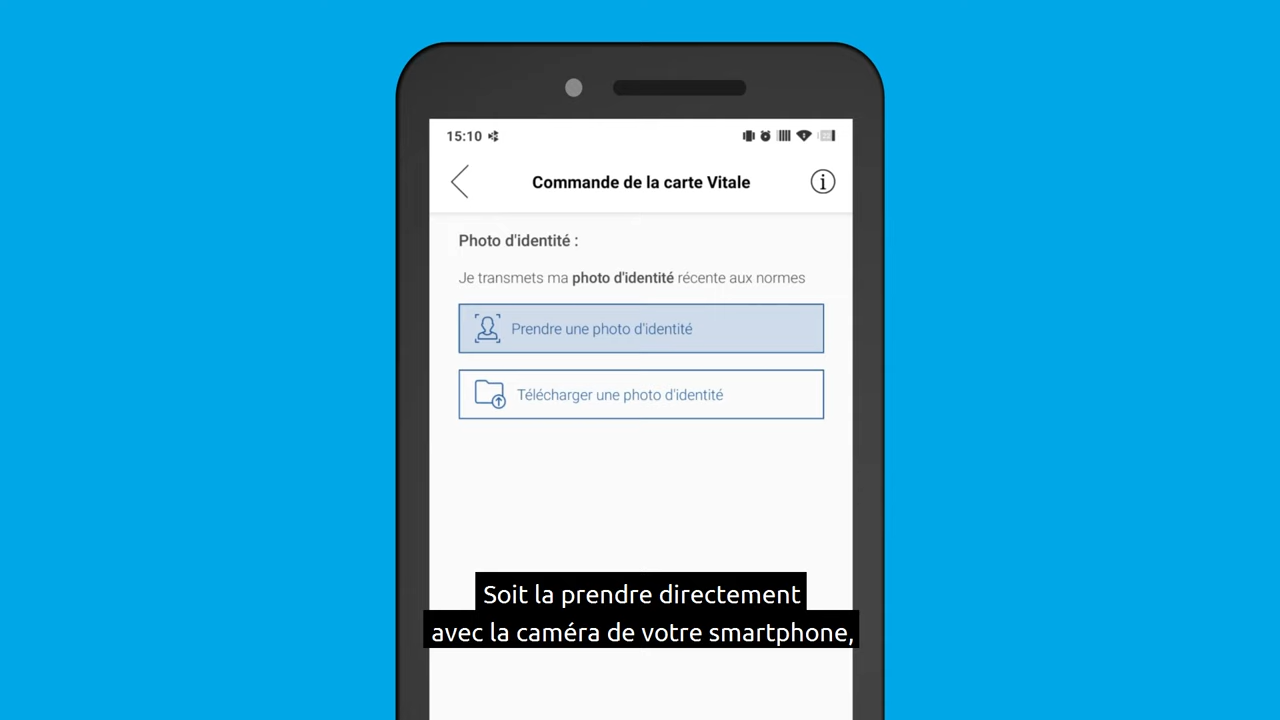 15:10
Commande de la carte Vitale
Photo d'identité :
Je transmets ma photo d'identité récente aux normes
Prendre une photo d'identité
Télécharger une photo d'identité
Soit la prendre directement
avec la caméra de votre smartphone,